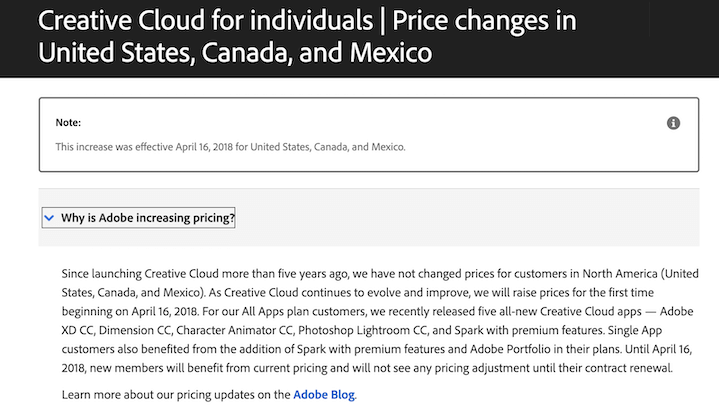 Creative Cloud for individuals | Price changes in
United States, Canada, and Mexico
Note:
This increase was effective April 16, 2018 for United States, Canada, and Mexico.
Why is Adobe increasing pricing?
Since launching Creative Cloud more than five years ago, we have not changed prices for customers in North America (United
States, Canada, and Mexico). As Creative Cloud continues to evolve and improve, we will raise prices for the first time
beginning on April 16, 2018. For our All Apps plan customers, we recently released five all-new Creative Cloud apps — Adobe
XD CC, Dimension CC, Character Animator CC, Photoshop Lightroom CC, and Spark with premium features. Single App
customers also benefited from the addition of Spark with premium features and Adobe Portfolio in their plans. Until April 16,
2018, new members will benefit from current pricing and will not see any pricing adjustment until their contract renewal.
Learn more about our pricing updates on the Adobe Blog.